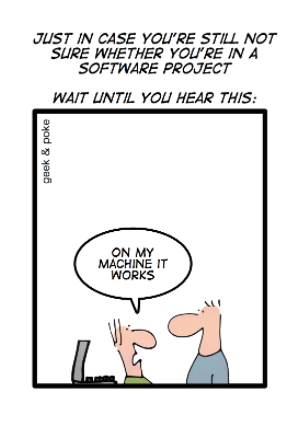 JUST IN CASE YOU'RE STILL NOT
SURE WHETHER YOU'RE IN A
SOFTWARE PROJECT
WAIT UNTIL YOU HEAR THIS:
geek & poke
ON MY
MACHINE IT
WORKS